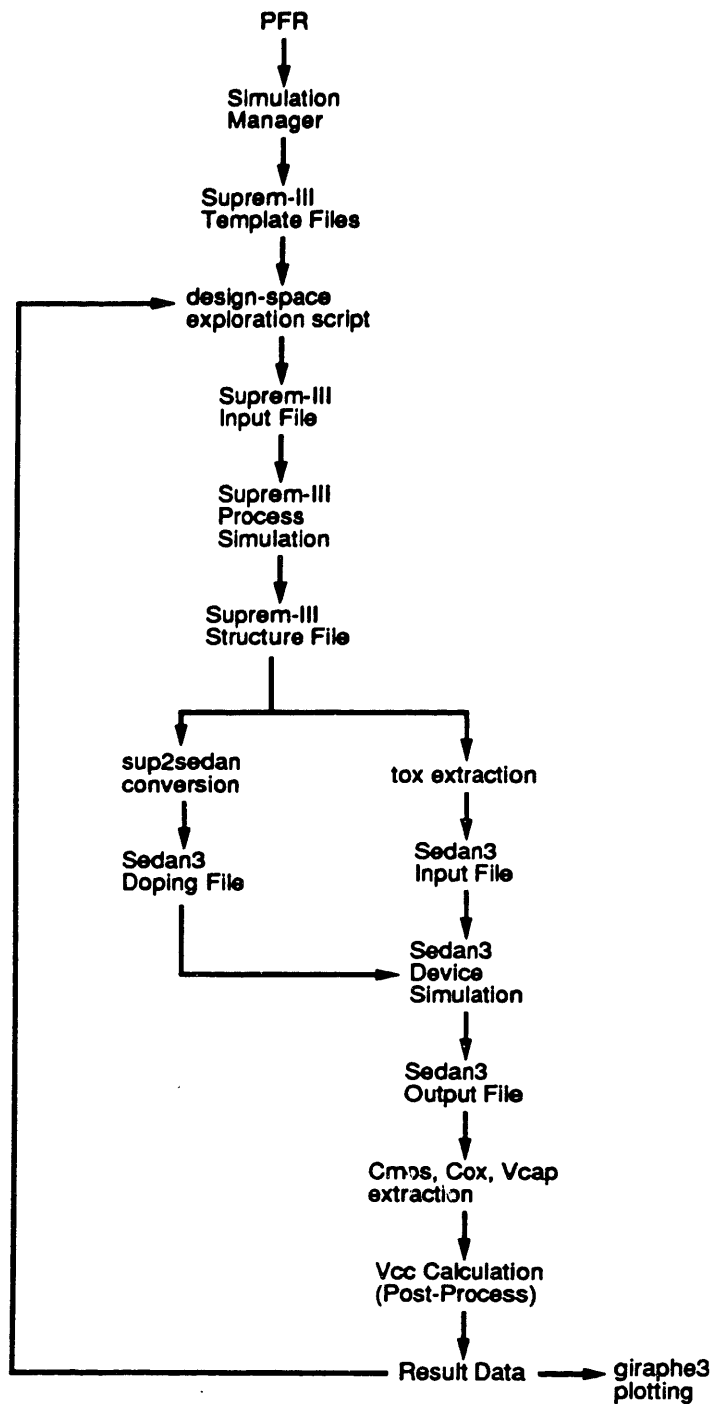 PFR
Simulation
Manager
Suprem-III
Template Files
design-space
exploration script
Suprem-III
Input File
Suprem-III
Process
Simulation
Suprem-III
Structure File
sup2sedan
conversion
tox extraction
Sedan3
Doping File
Sedan3
Input File
Sedan3
Device
Simulation
Sedan3
Output File
Cmos, Cox, Vcap
extraction
Vcc Calculation
(Post-Process)
Result Data
giraphe3
plotting